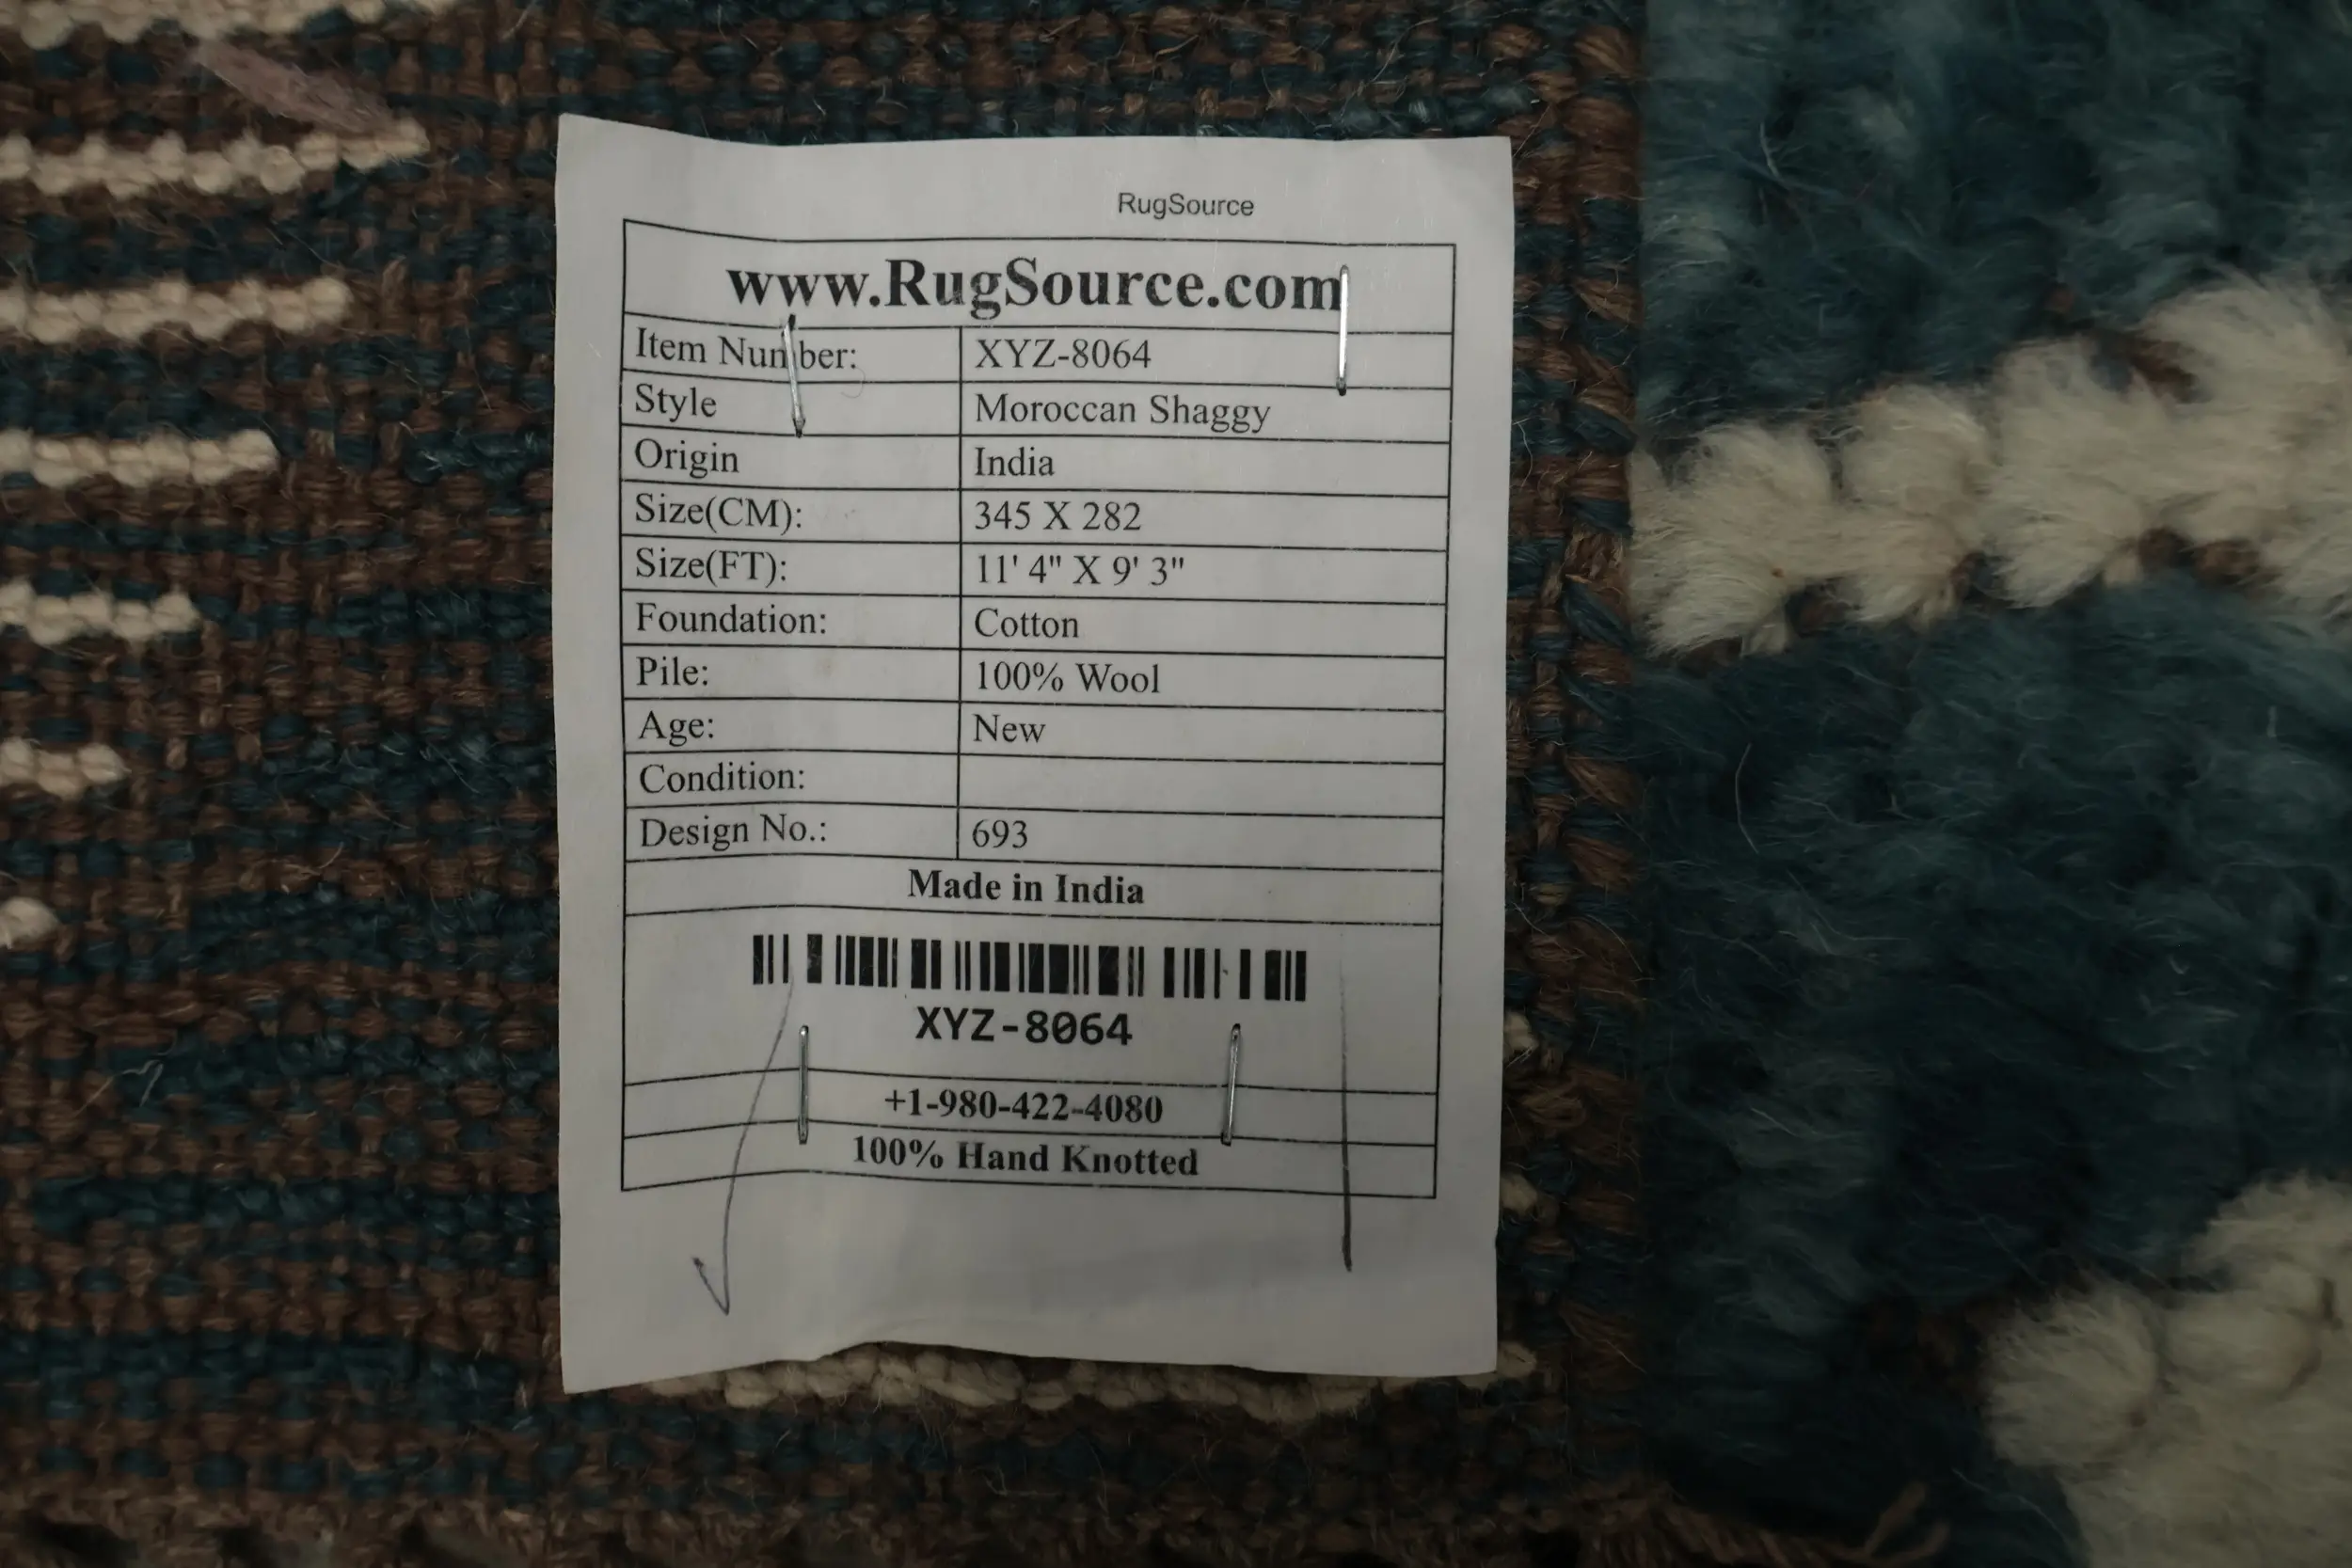 RugSource
www.RugSource.com
Item Number: XYZ-8064
Style Moroccan Shaggy
Origin India
Size(CM): 345 X 282
Size(FT): 11' 4" X 9' 3"
Foundation: Cotton
Pile: 100% Wool
Age: New
Condition:
Design No.: 693
Made in India
XYZ-8064
+1-980-422-4080
100% Hand Knotted